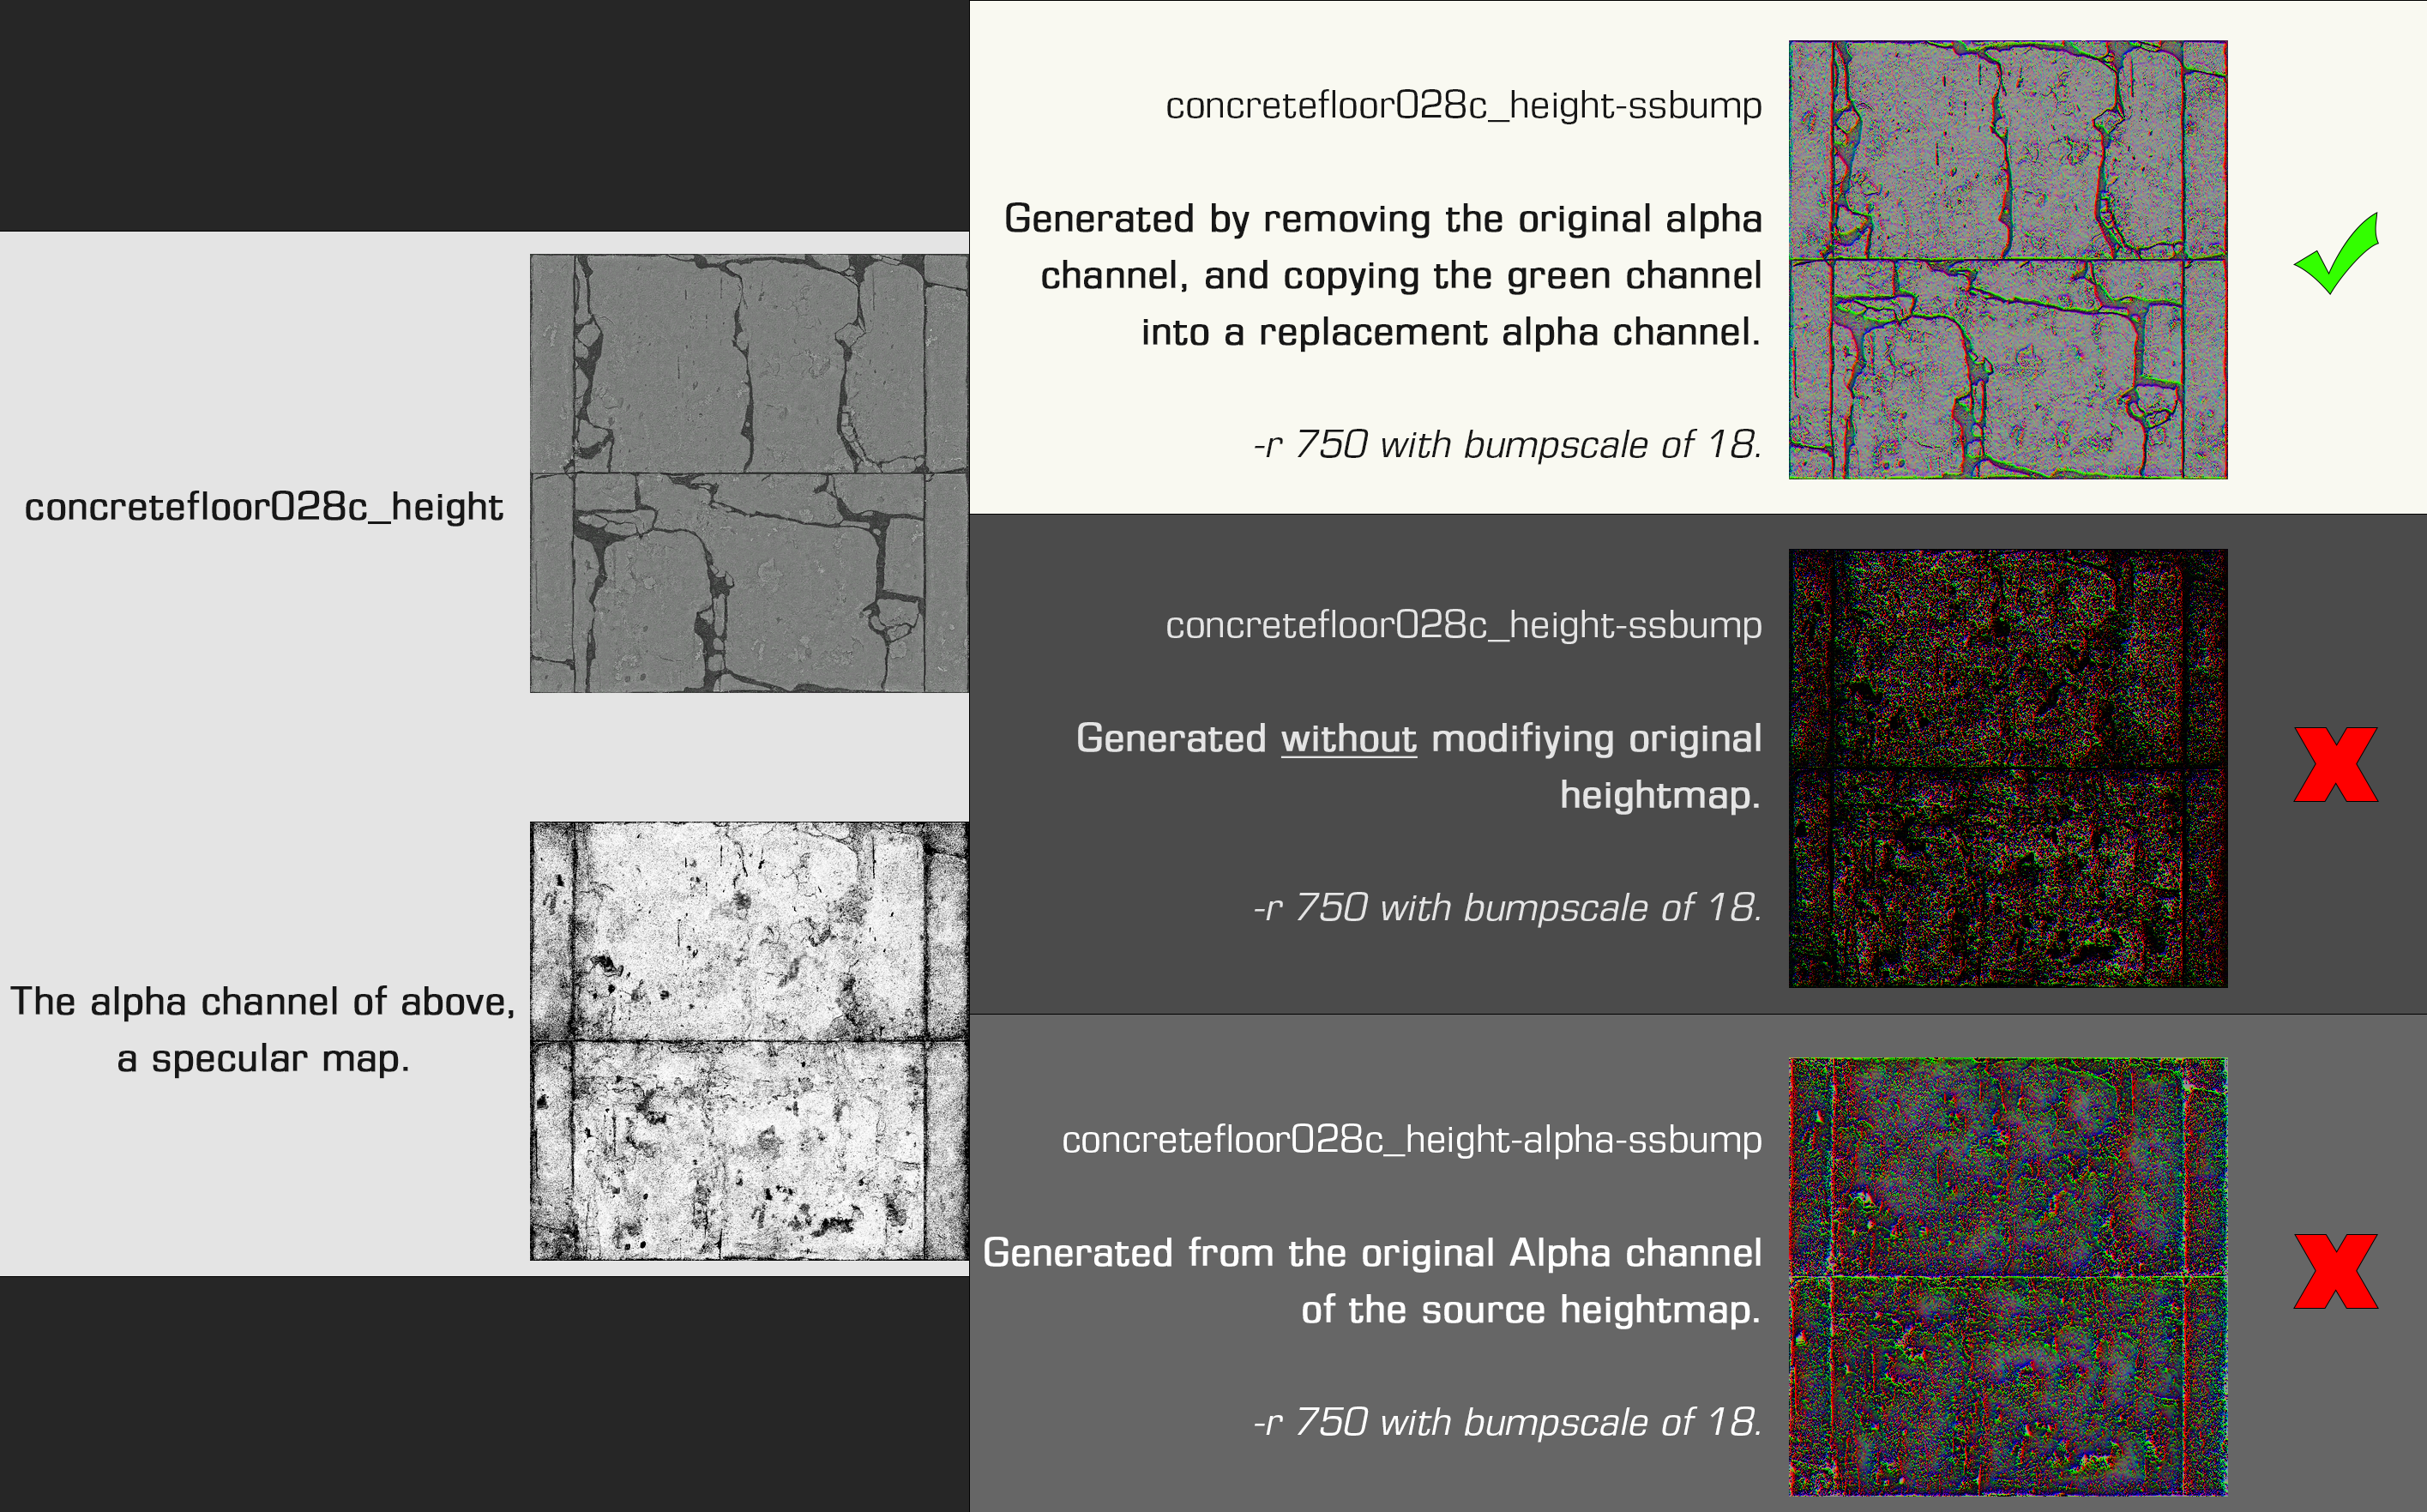 concretefloor028c_height
The alpha channel of above,
a specular map.
concretefloor028c_height-ssbump
Generated by removing the original alpha
channel, and copying the green channel
into a replacement alpha channel.
-r 750 with bumpscale of 18.
concretefloor028c_height-ssbump
Generated without modifiying original
heightmap.
-r 750 with bumpscale of 18.
concretefloor028c_height-alpha-ssbump
Generated from the original Alpha channel
of the source heightmap.
-r 750 with bumpscale of 18.